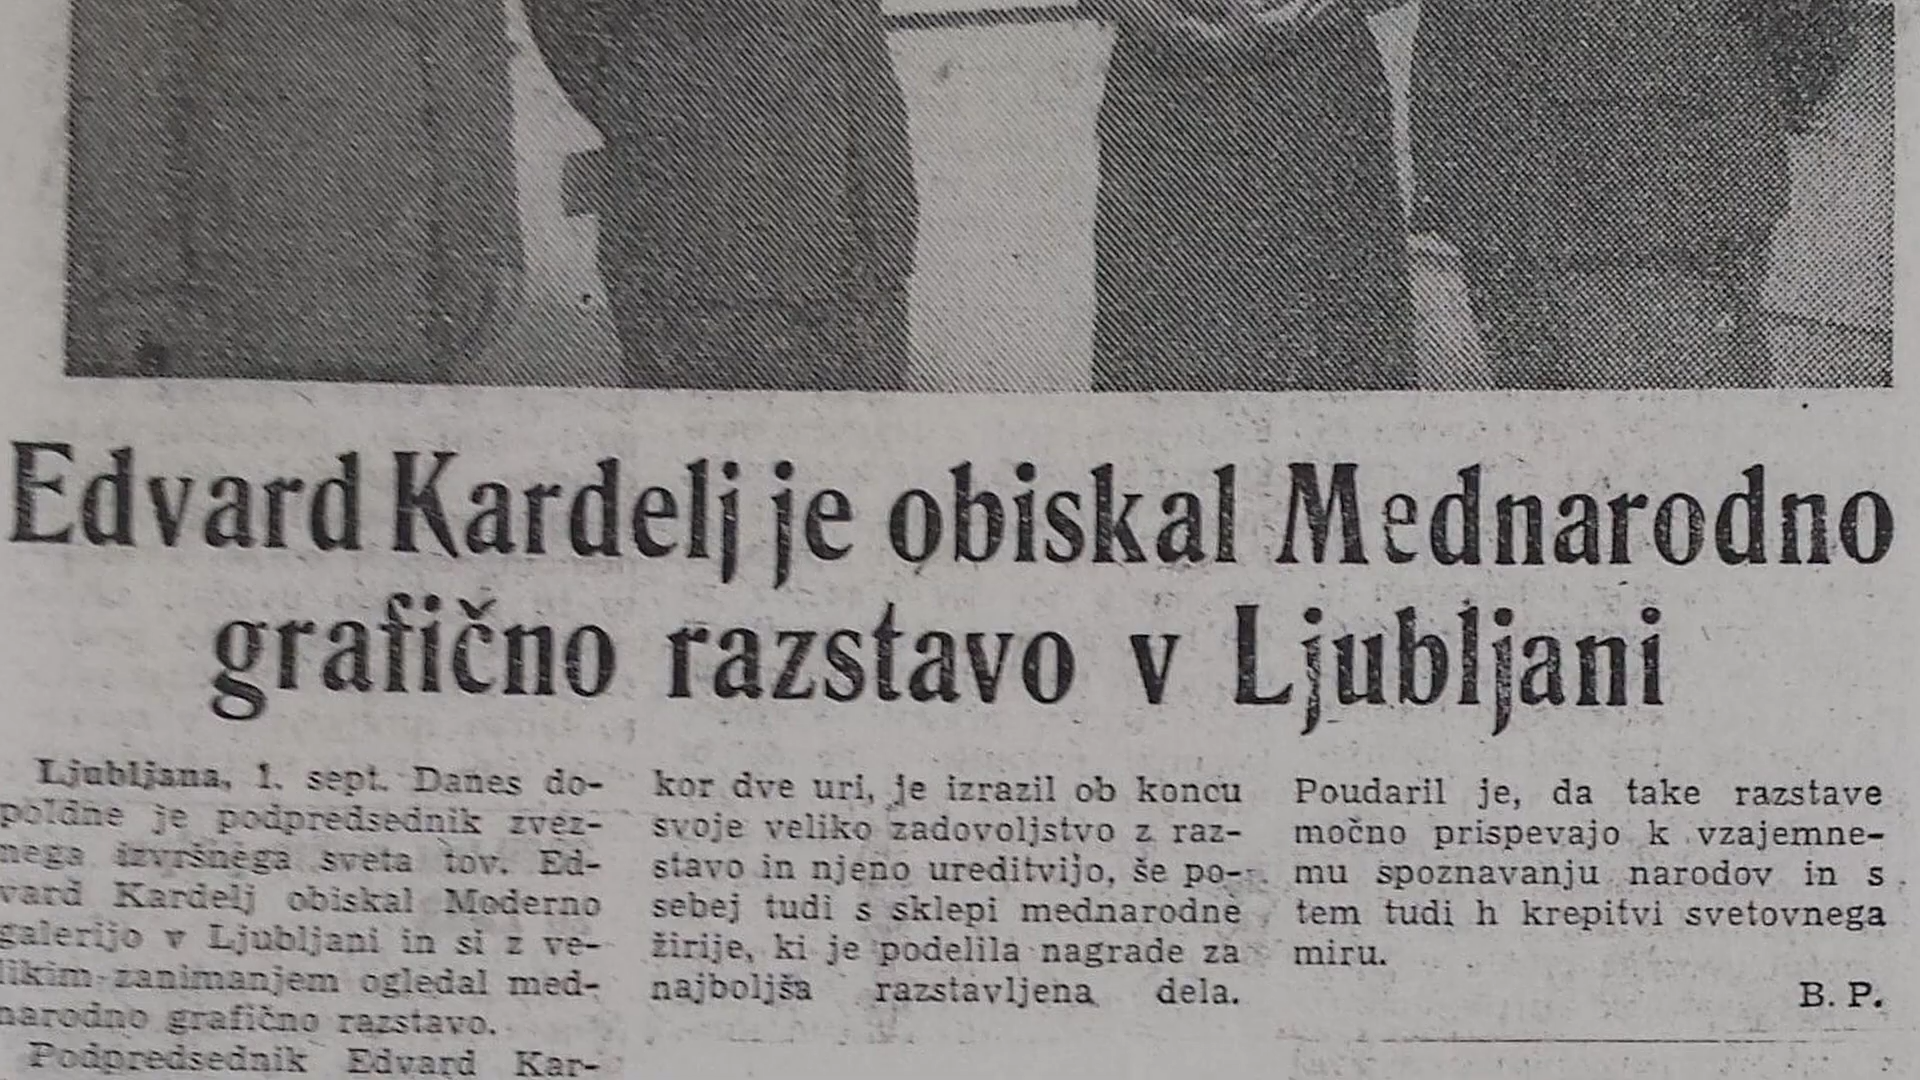 Edvard Kardelj je obiskal Mednarodno
grafično razstavo v Ljubljani
Ljubljana, 1. sept. Danes do-
poldne je podpredsednik zvez-
nega izvršnega sveta tov. Ed-
vard Kardelj obiskal Moderno
galerijo v Ljubljani in si z ve-
likim zanimanjem ogledal med-
narodno grafično razstavo.
Podpredsednik Edvard Kar-
kor dve uri, je izrazil ob koncu
svoje veliko zadovoljstvo z raz-
stavo in njeno ureditvijo, še po-
sebej tudi s sklepi mednarodne
žirije, ki je podelila nagrade za
najboljša razstavljena dela.
Poudaril je, da take razstave
močno prispevajo k vzajemne-
mu spoznavanju narodov in s
tem tudi h krepitvi svetovnega
miru.
B. P.